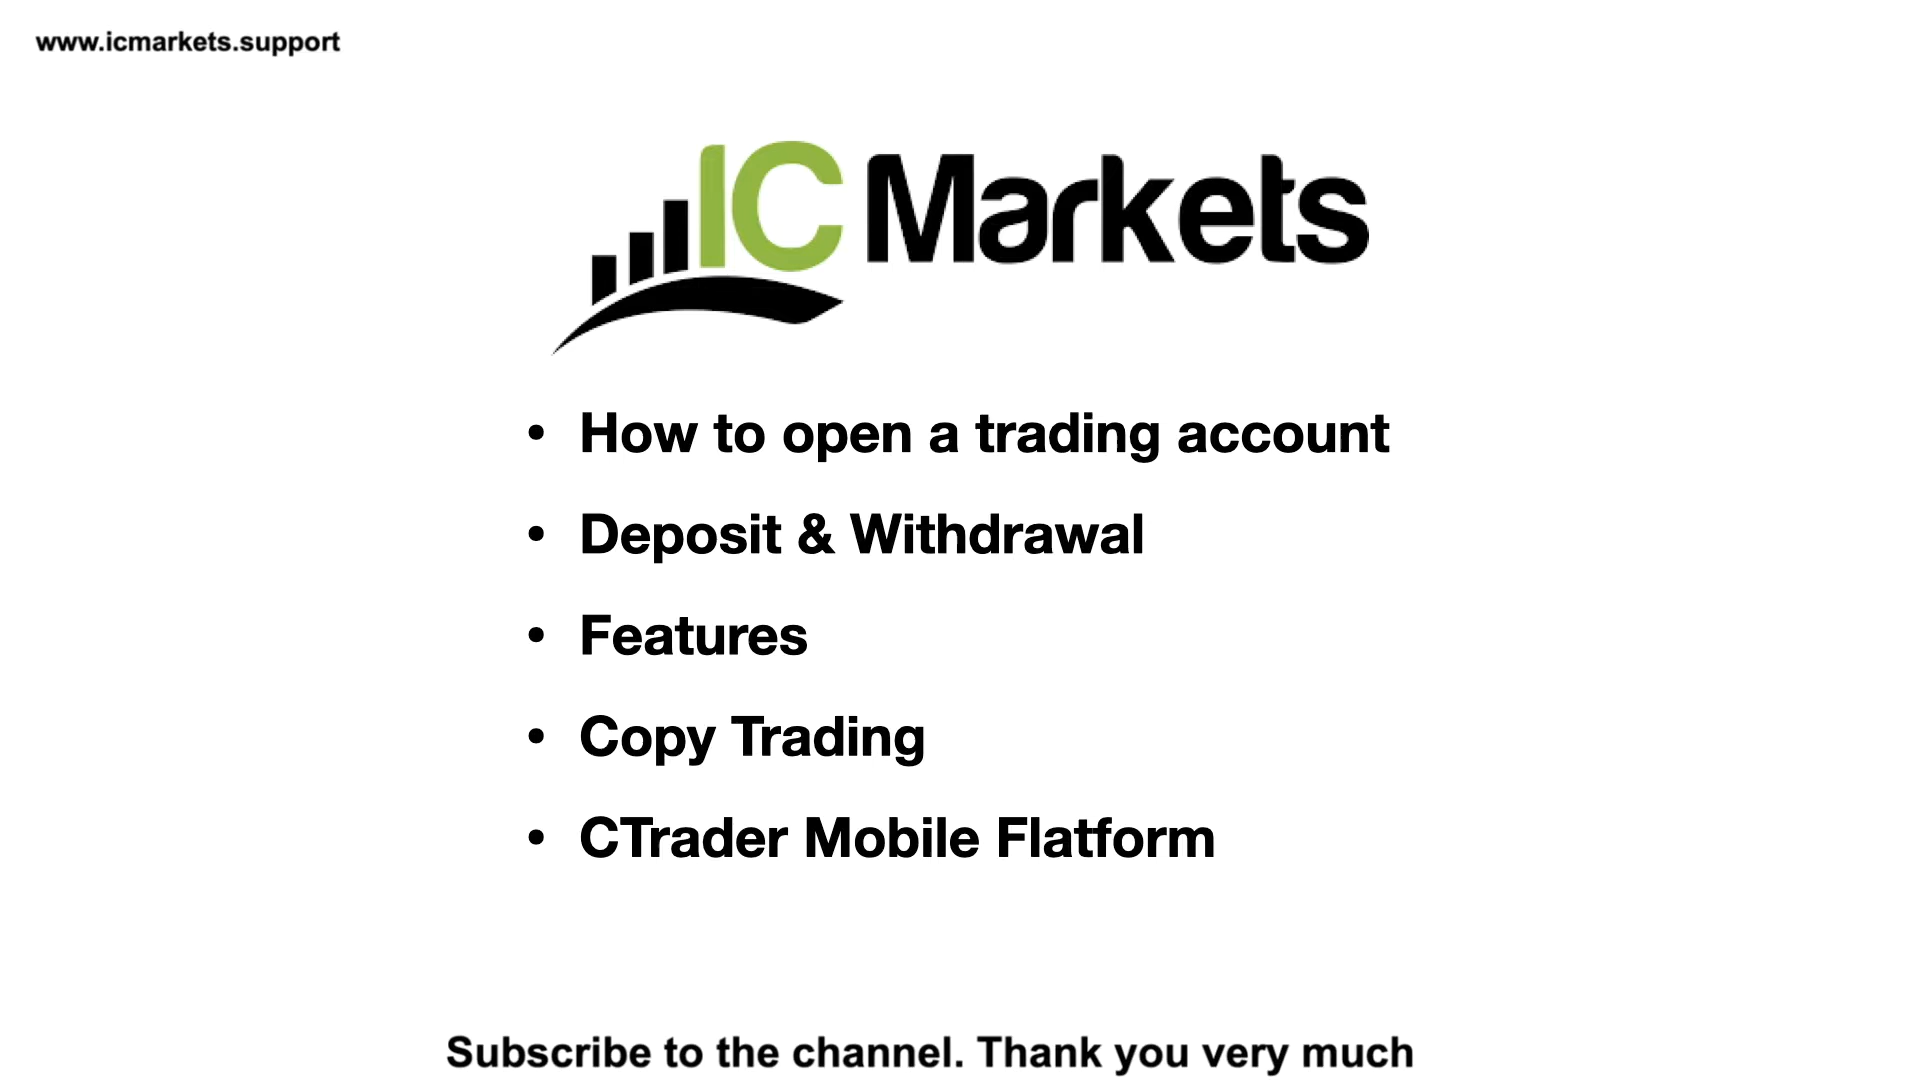 www.icmarkets.support
IC Markets
• How to open a trading account
• Deposit & Withdrawal
• Features
• Copy Trading
• CTrader Mobile Flatform
Subscribe to the channel. Thank you very much